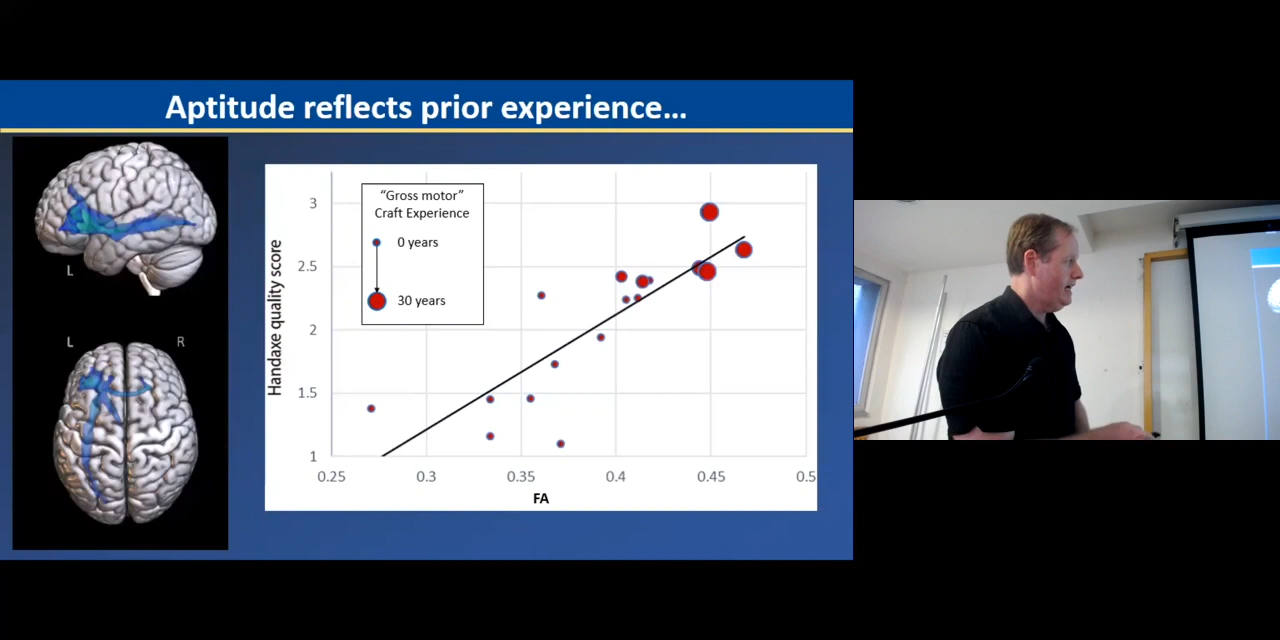 Aptitude reflects prior experience...
L
L
R
"Gross motor"
Craft Experience
0 years
30 years
Handaxe quality score
3
2.5
2
1.5
1
0.25
0.3
0.35
0.4
0.45
0.5
FA